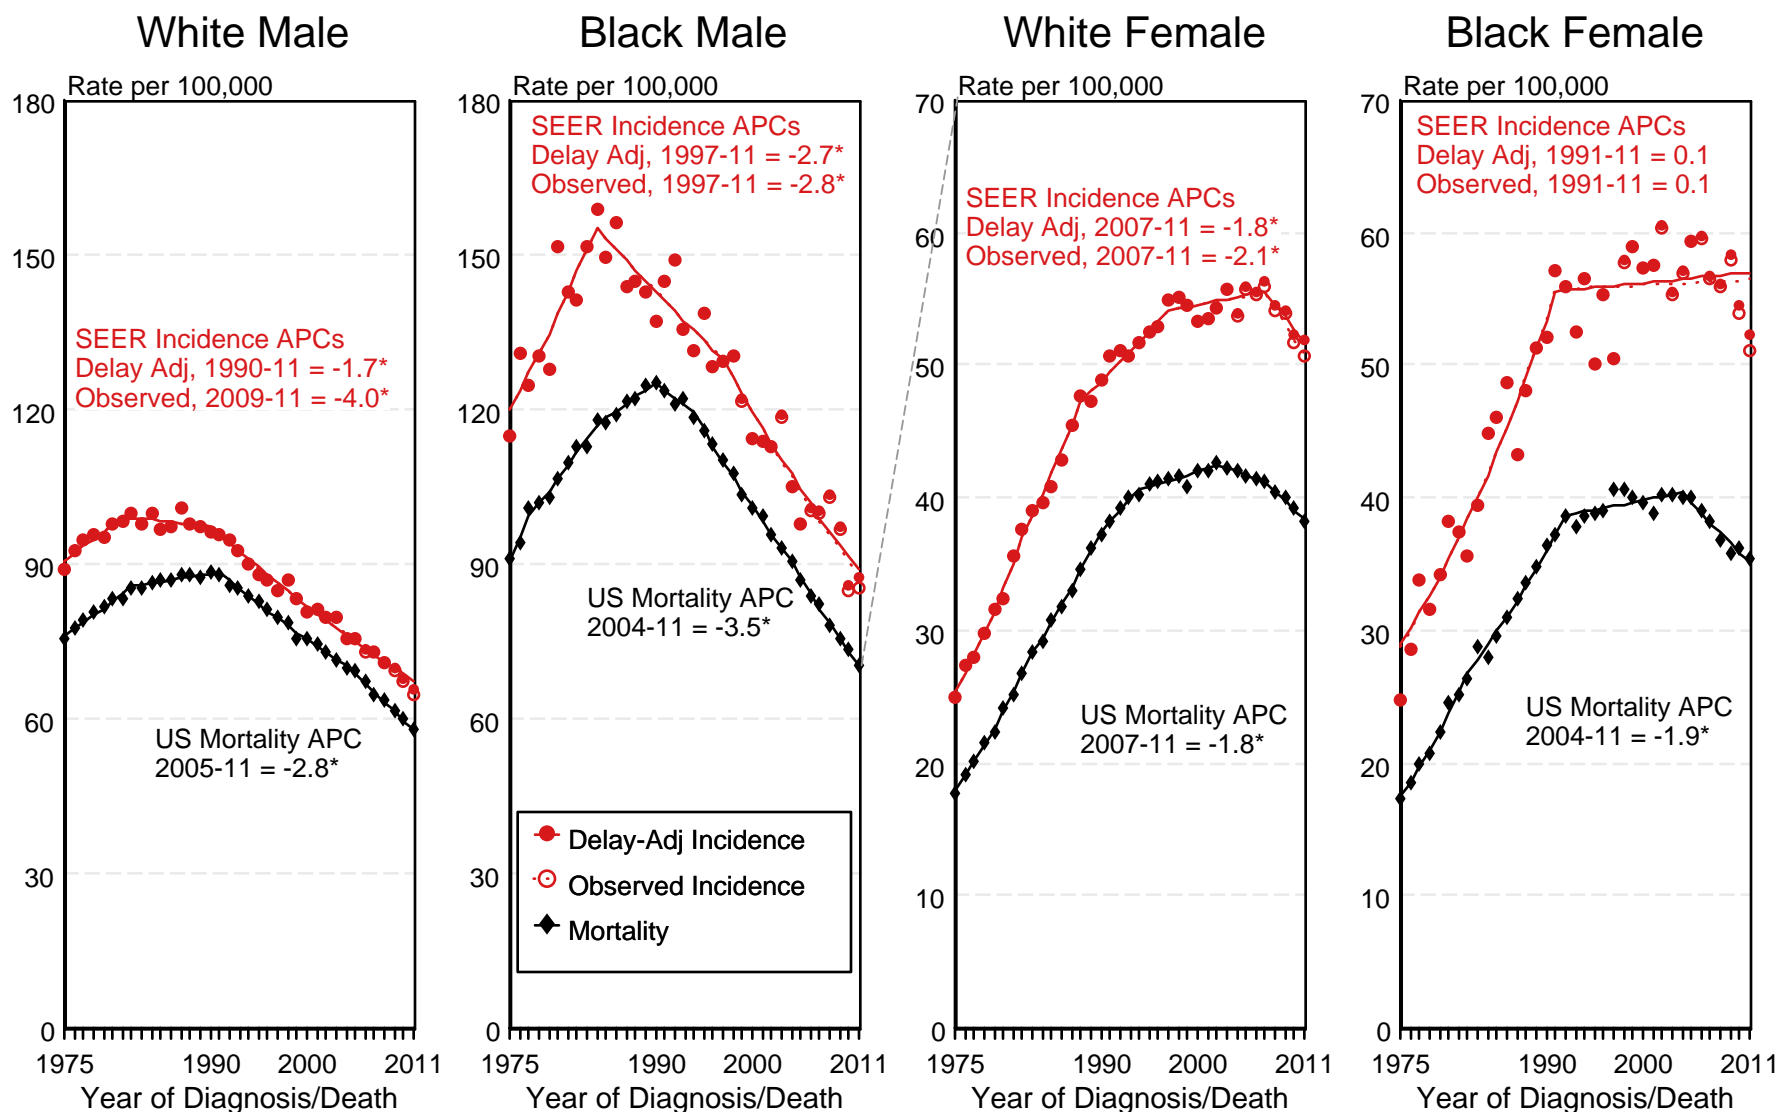 White Male
Rate per 100,000
180
150
120
90
60
30
0
SEER Incidence APCs
Delay Adj, 1990-11 = -1.7*
Observed, 2009-11 = -4.0*
US Mortality APC
2005-11 = -2.8*
1975 1990 2000 2011
Year of Diagnosis/Death
Black Male
Rate per 100,000
180
150
120
90
60
30
0
SEER Incidence APCs
Delay Adj, 1997-11 = -2.7*
Observed, 1997-11 = -2.8*
US Mortality APC
2004-11 = -3.5*
Delay-Adj Incidence
Observed Incidence
Mortality
1975 1990 2000 2011
Year of Diagnosis/Death
White Female
Rate per 100,000
70
60
50
40
30
20
10
0
SEER Incidence APCs
Delay Adj, 2007-11 = -1.8*
Observed, 2007-11 = -2.1*
US Mortality APC
2007-11 = -1.8*
1975 1990 2000 2011
Year of Diagnosis/Death
Black Female
Rate per 100,000
70
60
50
40
30
20
10
0
SEER Incidence APCs
Delay Adj, 1991-11 = 0.1
Observed, 1991-11 = 0.1
US Mortality APC
2004-11 = -1.9*
1975 1990 2000 2011
Year of Diagnosis/Death